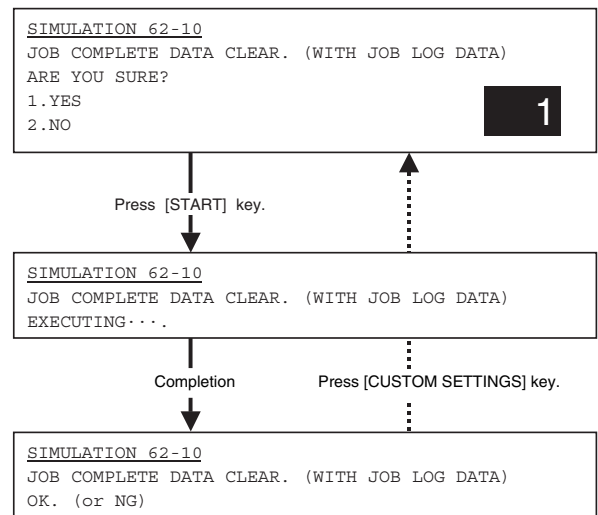 SIMULATION 62-10
JOB COMPLETE DATA CLEAR. (WITH JOB LOG DATA)
ARE YOU SURE?
1.YES
2.NO
1
Press [START] key.
SIMULATION 62-10
JOB COMPLETE DATA CLEAR. (WITH JOB LOG DATA)
EXECUTING···.
Completion
Press [CUSTOM SETTINGS] key.
SIMULATION 62-10
JOB COMPLETE DATA CLEAR. (WITH JOB LOG DATA)
OK. (or NG)